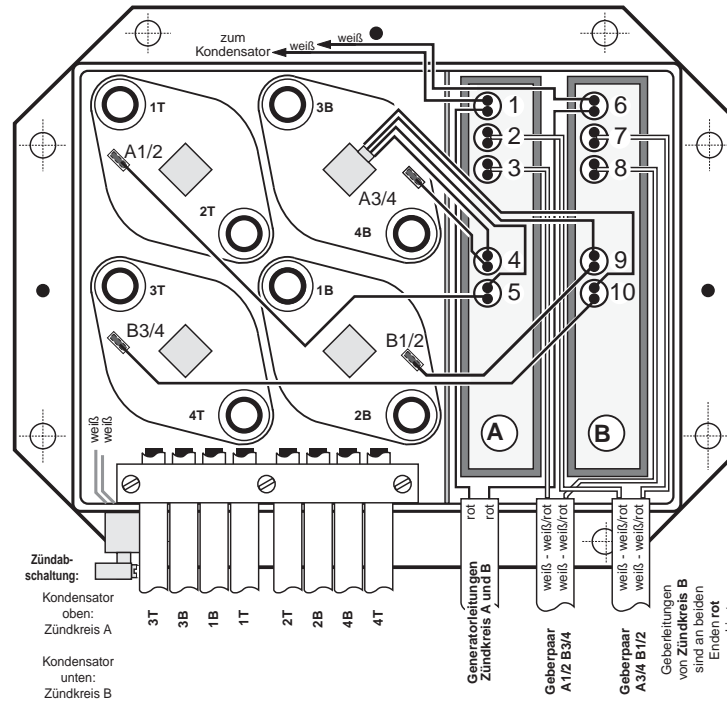 zum
Kondensator
weiß
weiß
1T
3B
1
6
2
7
A1/2
3
8
A3/4
2T
4B
4
9
3T
1B
5
10
B3/4
B1/2
4T
2B
A
B
weiß
weiß
rot
rot
weiß - weiß/rot
weiß - weiß/rot
weiß - weiß/rot
weiß - weiß/rot
Zündab-
schaltung:
Kondensator
oben:
Zündkreis A
Kondensator
unten:
Zündkreis B
3T
3B
1B
1T
2T
2B
4B
4T
Generatorleitungen
Zündkreis A und B
Geberpaar
A1/2 B3/4
Geberpaar
A3/4 B1/2
Geberleitungen
von Zündkreis B
sind an beiden
Enden rot